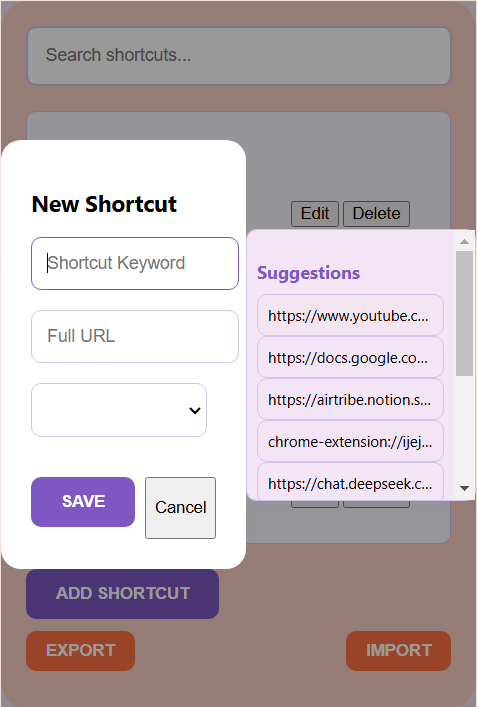 Search shortcuts...
Edit
Delete
New Shortcut
Shortcut Keyword
Full URL
SAVE
Cancel
Suggestions
https://www.youtube.c...
https://docs.google.co...
https://airtribe.notion.s...
chrome-extension://ijej...
https://chat.deepseek.c...
ADD SHORTCUT
EXPORT
IMPORT